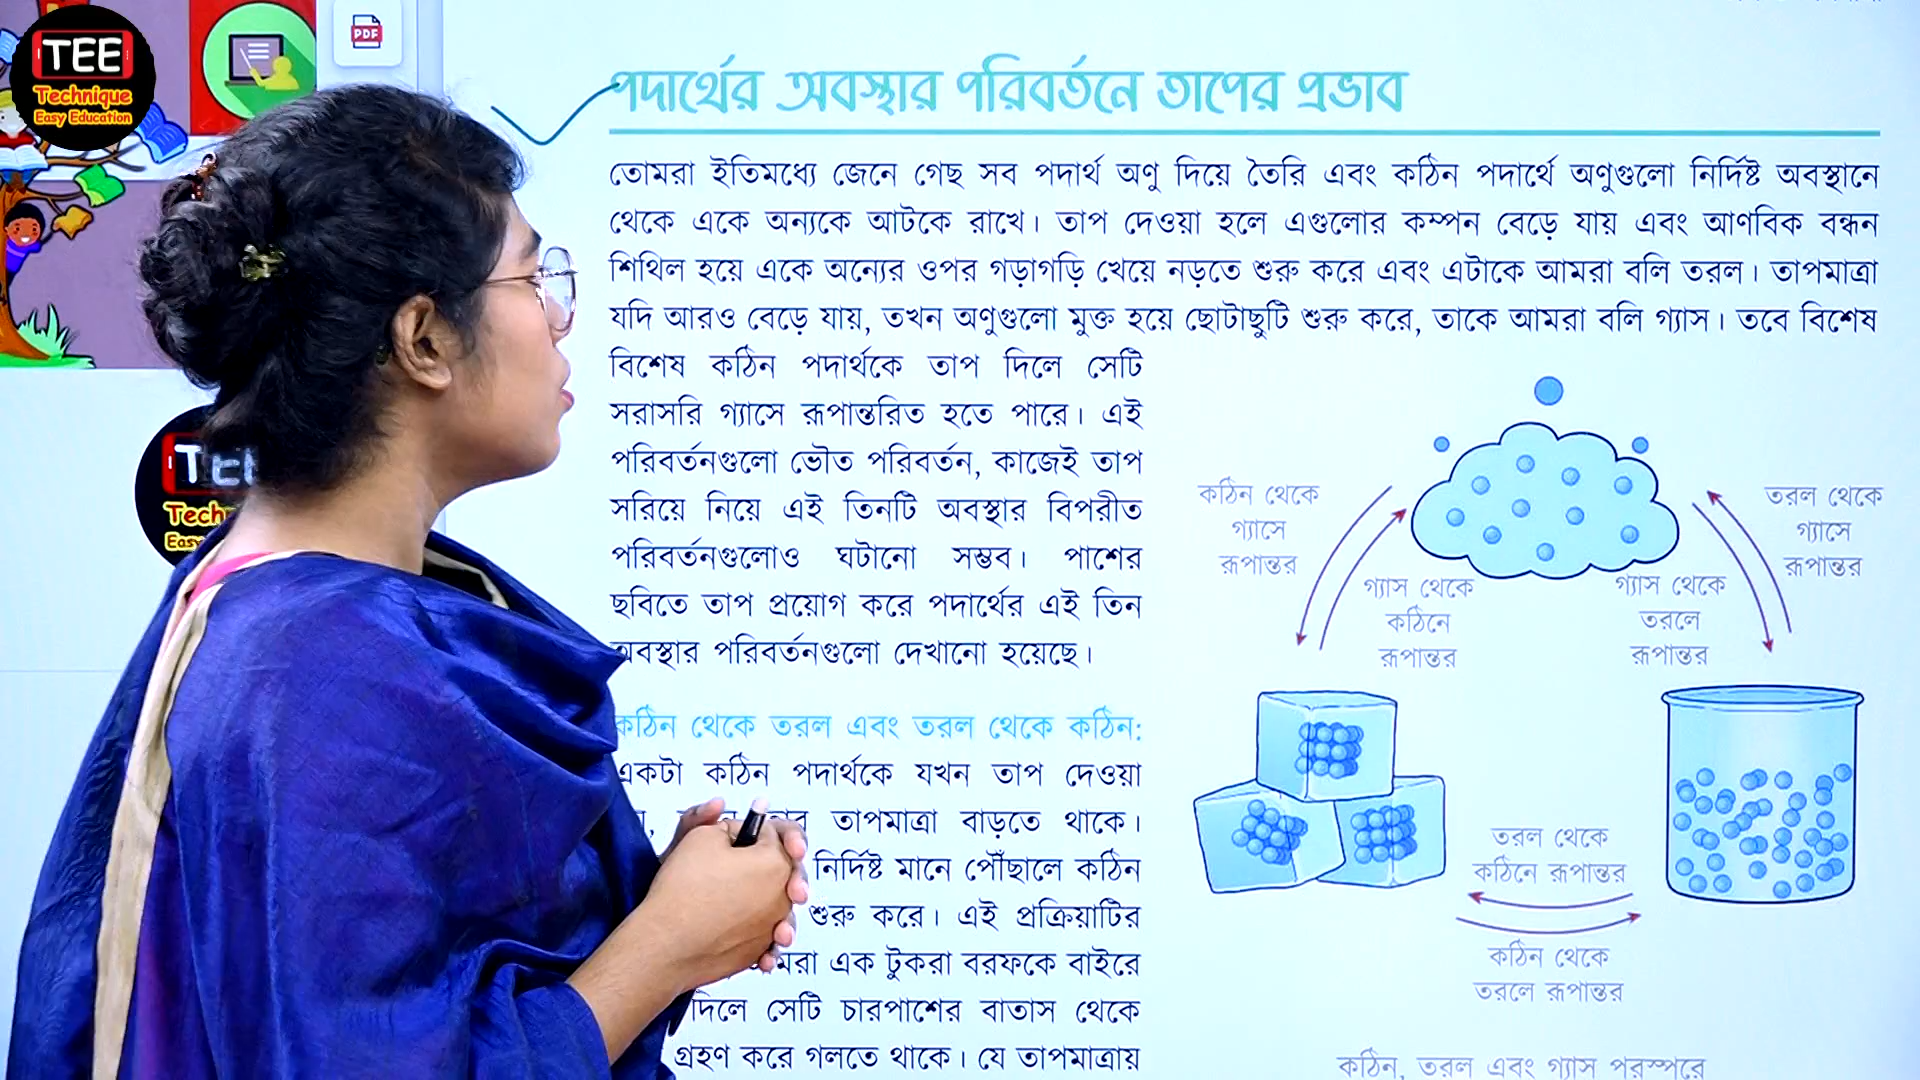 TEE
Technique
Easy Education
PDF
পদার্থের অবস্থার পরিবর্তনে তাপের প্রভাব
তোমরা ইতিমধ্যে জেনে গেছ সব পদার্থ অণু দিয়ে তৈরি এবং কঠিন পদার্থে অণুগুলো নির্দিষ্ট অবস্থানে
থেকে একে অন্যকে আটকে রাখে। তাপ দেওয়া হলে এগুলোর কম্পন বেড়ে যায় এবং আণবিক বন্ধন
শিথিল হয়ে একে অন্যের ওপর গড়াগড়ি খেয়ে নড়তে শুরু করে এবং এটাকে আমরা বলি তরল। তাপমাত্রা
যদি আরও বেড়ে যায়, তখন অণুগুলো মুক্ত হয়ে ছোটাছুটি শুরু করে, তাকে আমরা বলি গ্যাস। তবে বিশেষ
বিশেষ কঠিন পদার্থকে তাপ দিলে সেটি
সরাসরি গ্যাসে রূপান্তরিত হতে পারে। এই
পরিবর্তনগুলো ভৌত পরিবর্তন, কাজেই তাপ
সরিয়ে নিয়ে এই তিনটি অবস্থার বিপরীত
পরিবর্তনগুলোও ঘটানো সম্ভব। পাশের
ছবিতে তাপ প্রয়োগ করে পদার্থের এই তিন
অবস্থার পরিবর্তনগুলো দেখানো হয়েছে।
কঠিন থেকে তরল এবং তরল থেকে কঠিন:
একটা কঠিন পদার্থকে যখন তাপ দেওয়া
তাপমাত্রা বাড়তে থাকে।
নির্দিষ্ট মানে পৌঁছালে কঠিন
শুরু করে। এই প্রক্রিয়াটির
এক টুকরা বরফকে বাইরে
দিলে সেটি চারপাশের বাতাস থেকে
গ্রহণ করে গলতে থাকে। যে তাপমাত্রায়
কঠিন থেকে
গ্যাসে
রূপান্তর
গ্যাস থেকে
কঠিনে
রূপান্তর
গ্যাস থেকে
তরলে
রূপান্তর
তরল থেকে
গ্যাসে
রূপান্তর
তরল থেকে
কঠিনে রূপান্তর
কঠিন থেকে
তরলে রূপান্তর
কঠিন, তরল এবং গ্যাস পরস্পরে